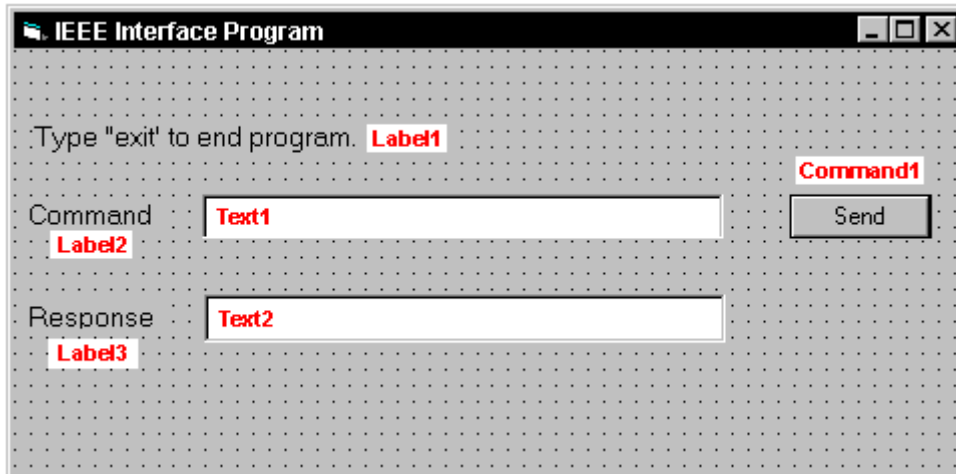 IEEE Interface Program
Type "exit' to end program. Label1
Command1
Command Text1 Send
Label2
Response Text2
Label3